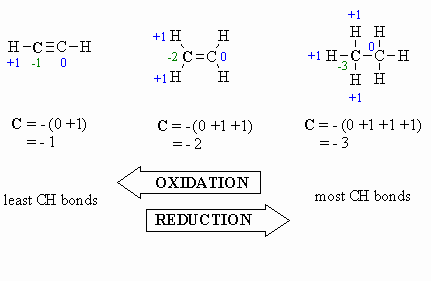 H – C ≡ C – H
+1 -1 0
+1 H H
-2 C = C 0
+1 H H
+1
H H
+1 H – C – C – H
-3 0
H H
+1
C = - (0 +1)
= - 1
C = - (0 +1 +1)
= - 2
C = - (0 +1 +1 +1)
= - 3
least CH bonds
OXIDATION
REDUCTION
most CH bonds